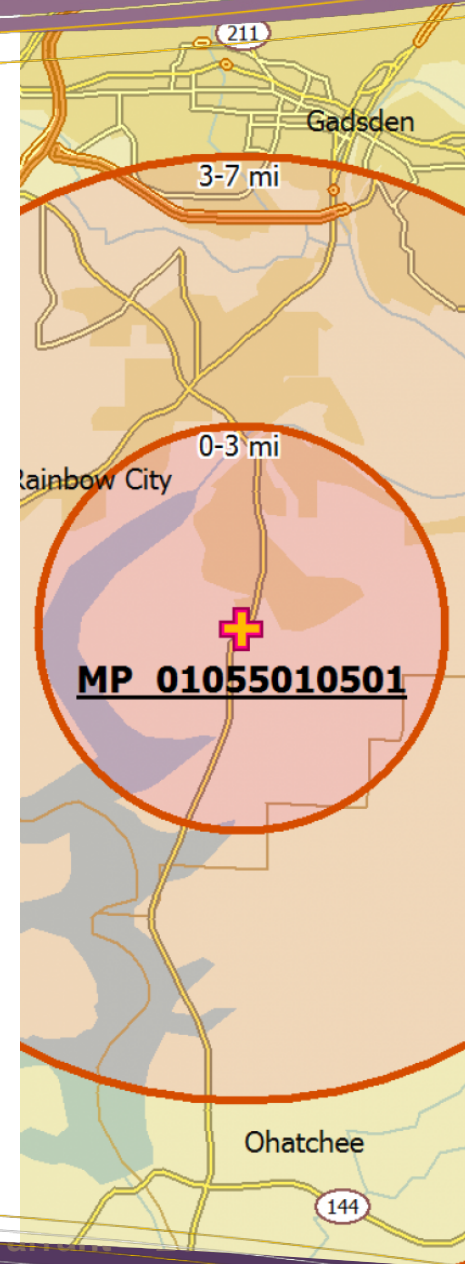 211
Gadsden
3-7 mi
0-3 mi
Rainbow City
MP 01055010501
Ohatchee
144